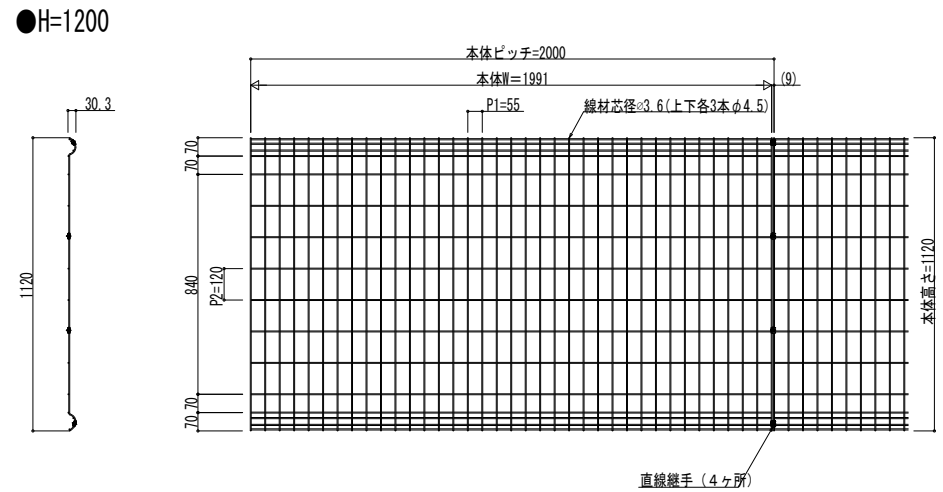 ●H=1200
本体ピッチ=2000
本体W=1991
(9)
30.3
P1=55
線材芯径⌀3.6(上下各3本φ4.5)
70
70
1120
840
P2=120
本体高さ=1120
70
70
直線継手（４ヶ所）